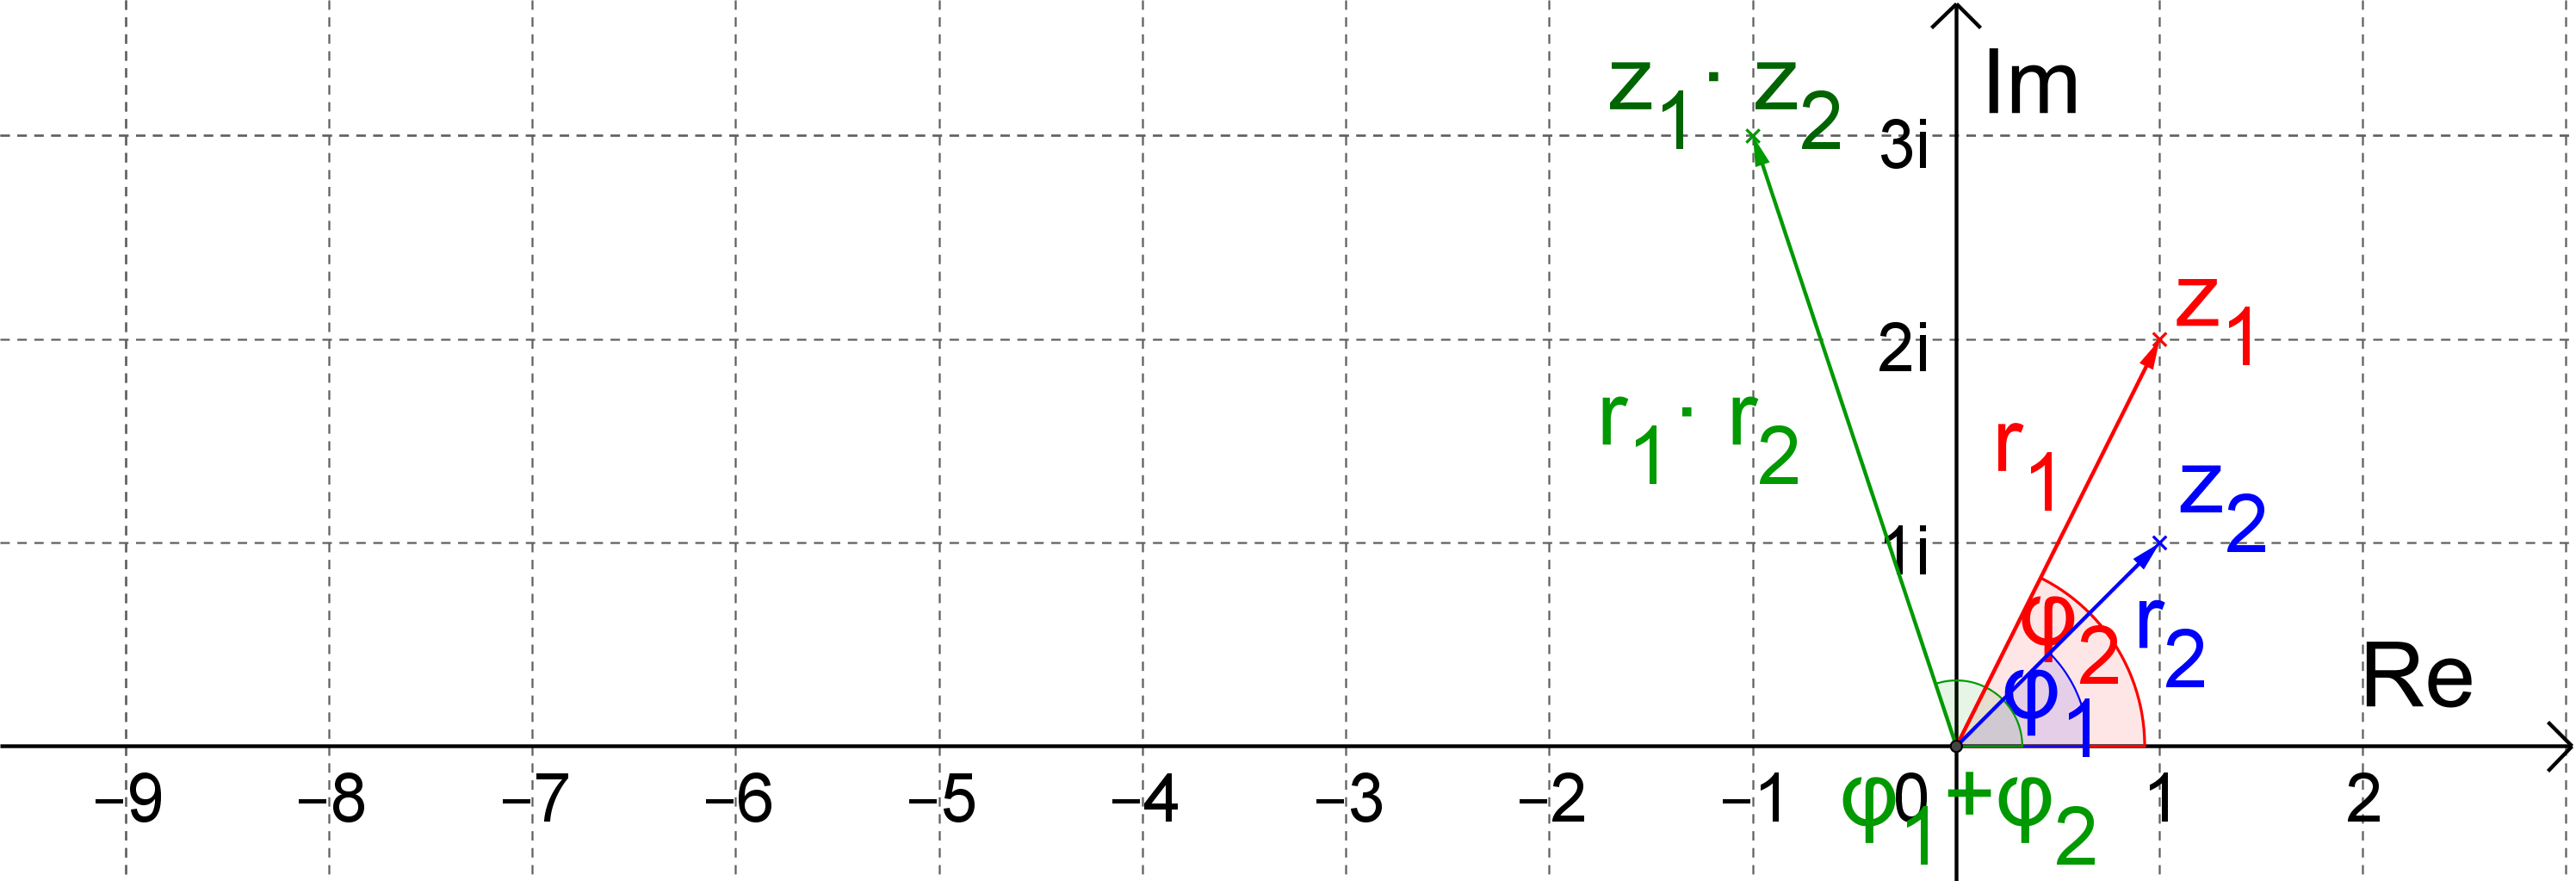 Im
z₁ · z₂
3i
z₁
2i
r₁ · r₂
r₁
z₂
1i
φ₂
r₂
φ₁
Re
–9 –8 –7 –6 –5 –4 –3 –2 –1 0 1 2
φ₁+φ₂